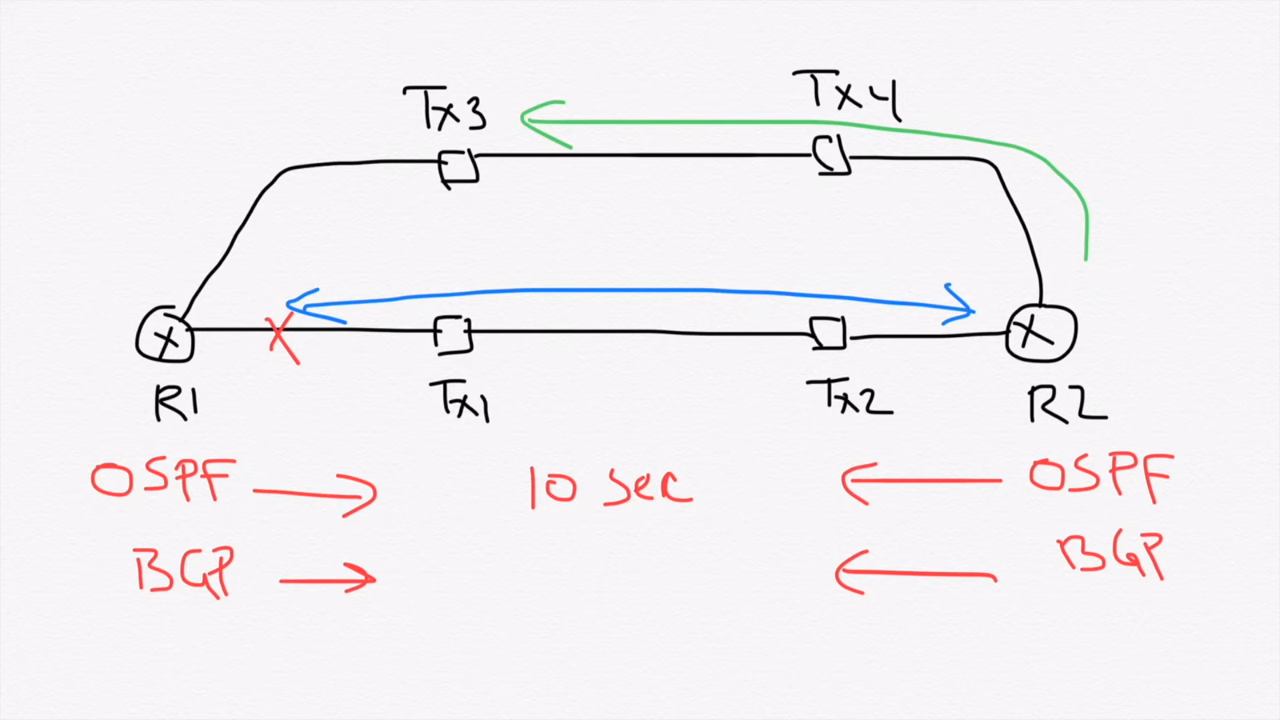 Tx3 Tx4
X
X X
R1 Tx1 Tx2 R2
OSPF 10 sec OSPF
BGP BGP